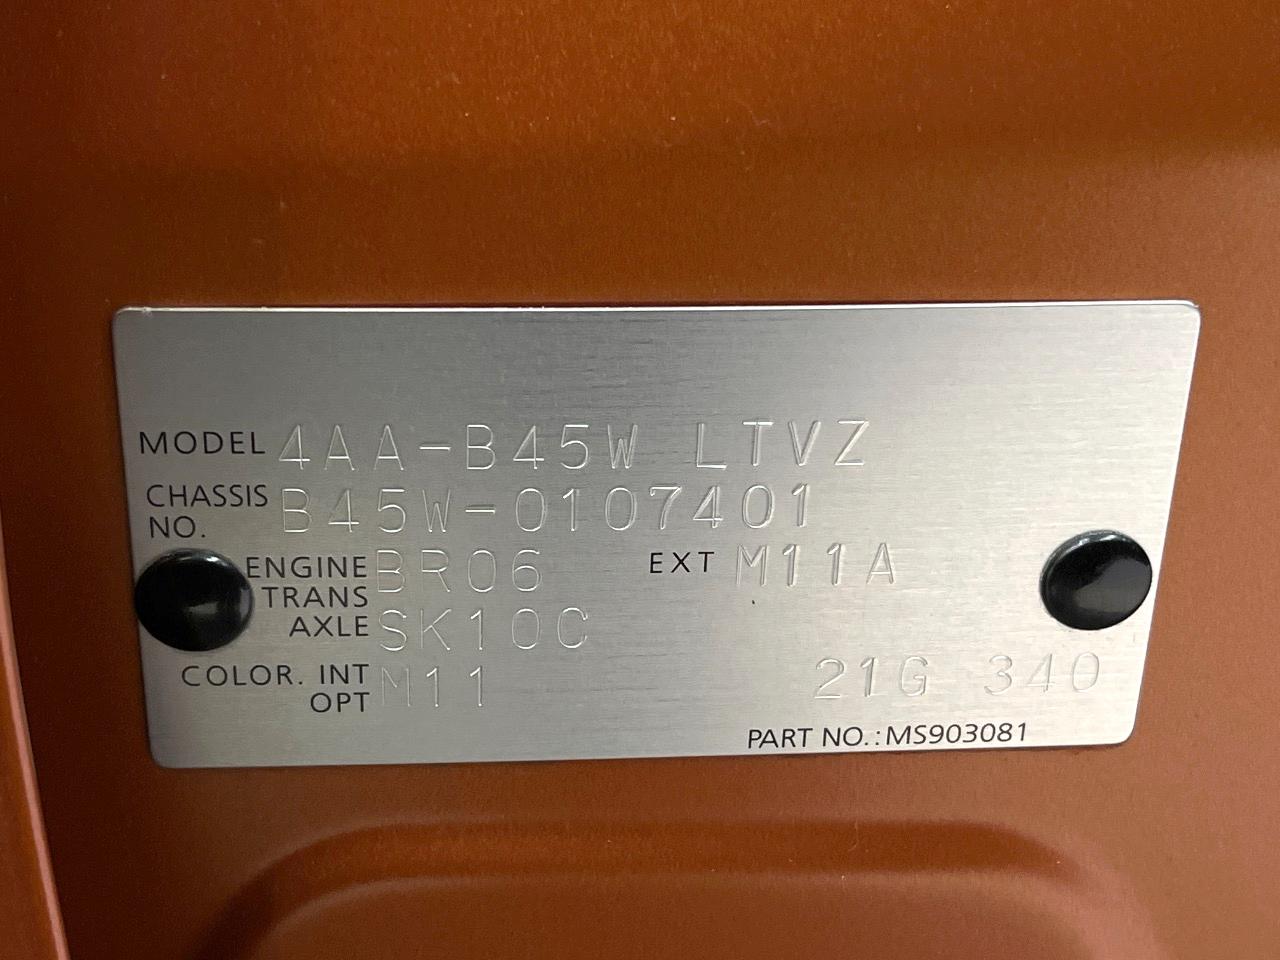 MODEL 4AA-B45W LTVZ
CHASSIS NO. B45W-0107401
ENGINE BR06 EXT M11A
TRANS AXLE SK10C
COLOR. INT M11 21G 340
OPT
PART NO.:MS903081